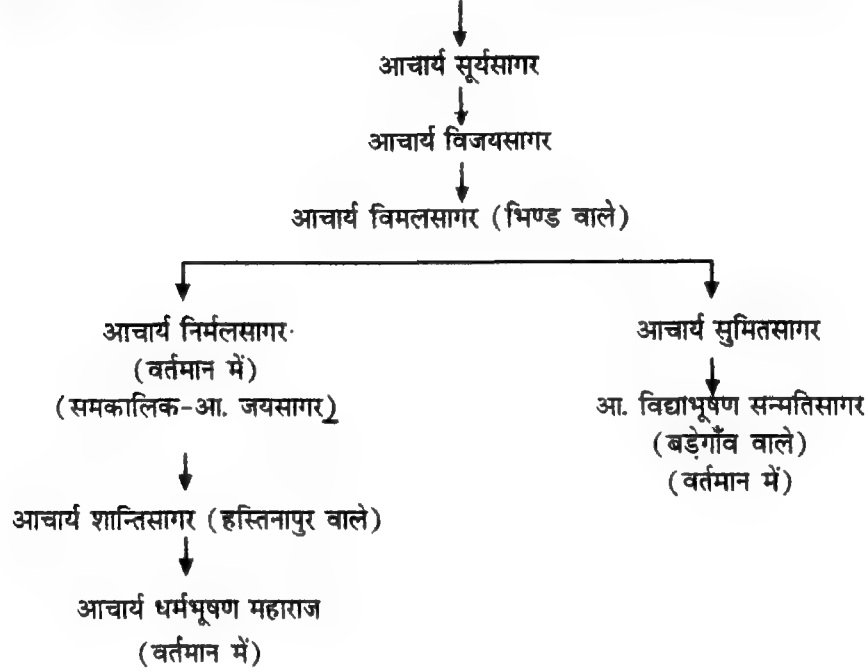 आचार्य सूर्यसागर
आचार्य विजयसागर
आचार्य विमलसागर (भिण्ड वाले)
आचार्य निर्मलसागर
(वर्तमान में)
(समकालिक-आ. जयसागर)
आचार्य शान्तिसागर (हस्तिनापुर वाले)
आचार्य धर्मभूषण महाराज
(वर्तमान में)
आचार्य सुमितसागर
आ. विद्याभूषण सन्मतिसागर
(बड़ेगाँव वाले)
(वर्तमान में)